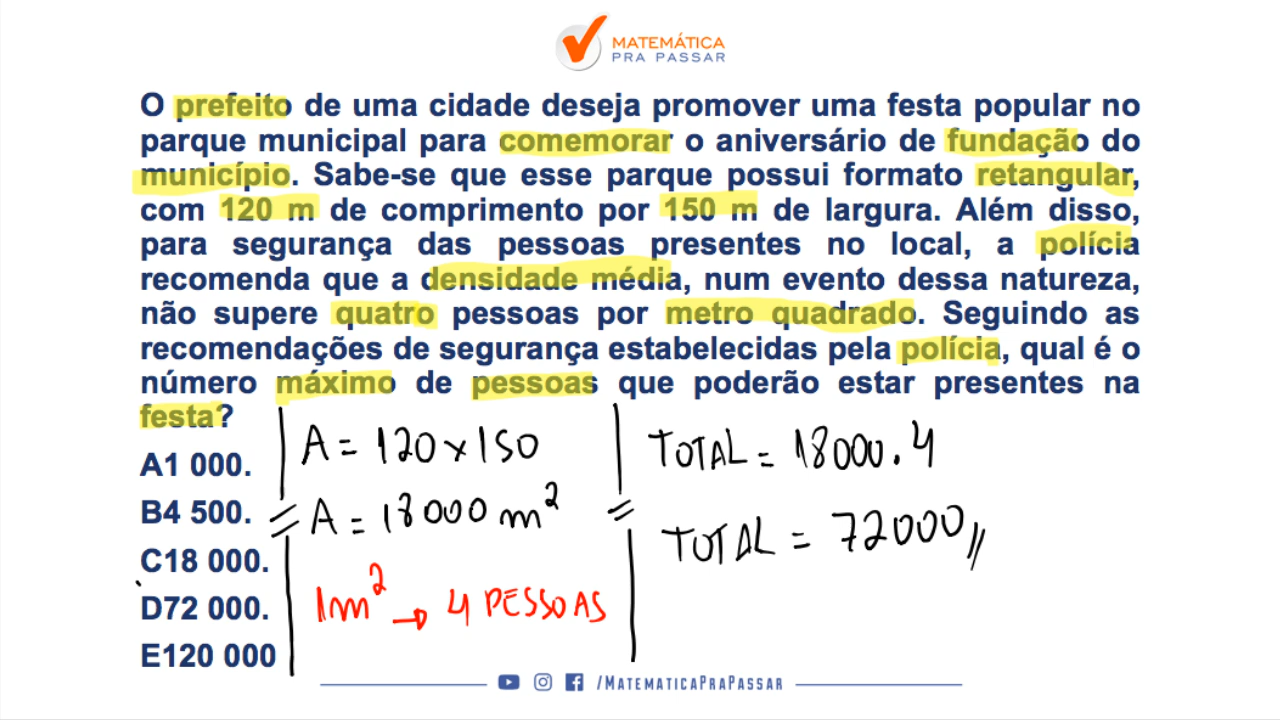 MATEMÁTICA
PRA PASSAR
O prefeito de uma cidade deseja promover uma festa popular no
parque municipal para comemorar o aniversário de fundação do
município. Sabe-se que esse parque possui formato retangular,
com 120 m de comprimento por 150 m de largura. Além disso,
para segurança das pessoas presentes no local, a polícia
recomenda que a densidade média, num evento dessa natureza,
não supere quatro pessoas por metro quadrado. Seguindo as
recomendações de segurança estabelecidas pela polícia, qual é o
número máximo de pessoas que poderão estar presentes na
festa?
A1 000.
B4 500.
C18 000.
D72 000.
E120 000
A = 120 x 150
A = 18000 m²
1m² → 4 PESSOAS
TOTAL = 18000 . 4
TOTAL = 72000//
/MATEMATICAPRAPASSAR